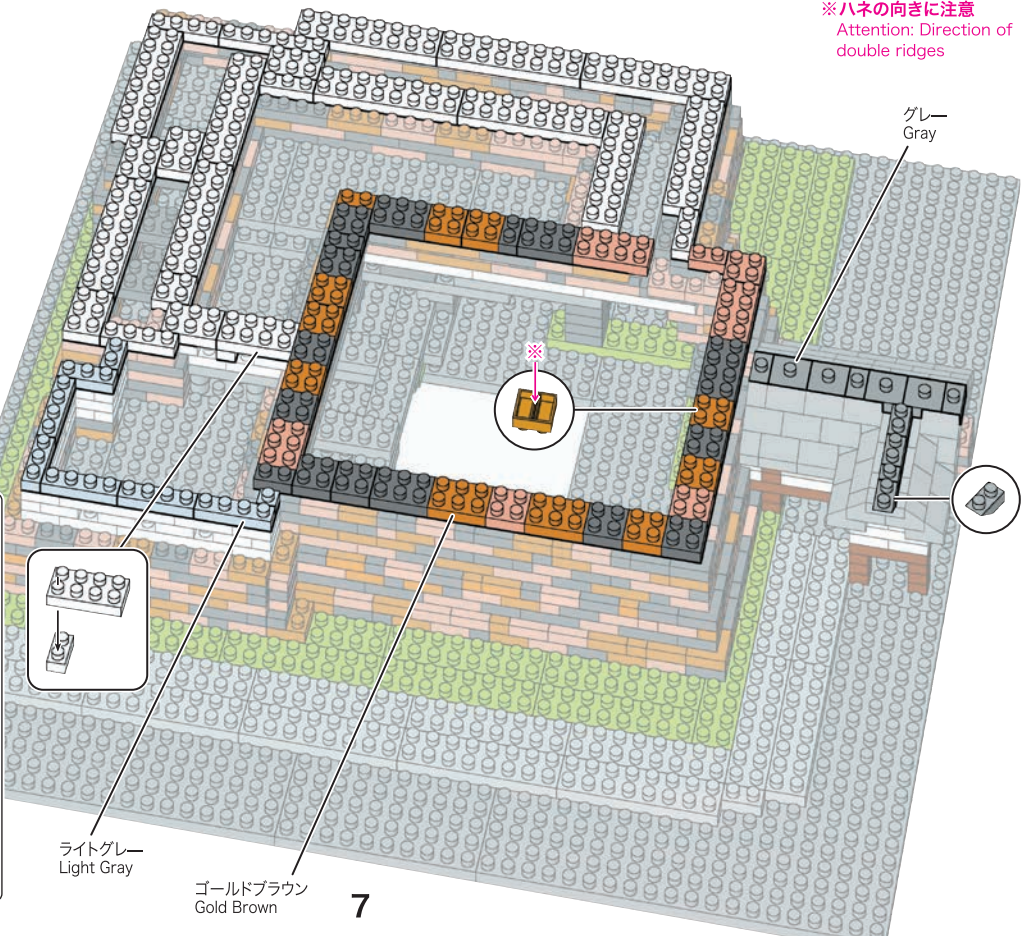 ※ハネの向きに注意
Attention: Direction of
double ridges
グレー
Gray
※
ライトグレー
Light Gray
ゴールドブラウン
Gold Brown
7